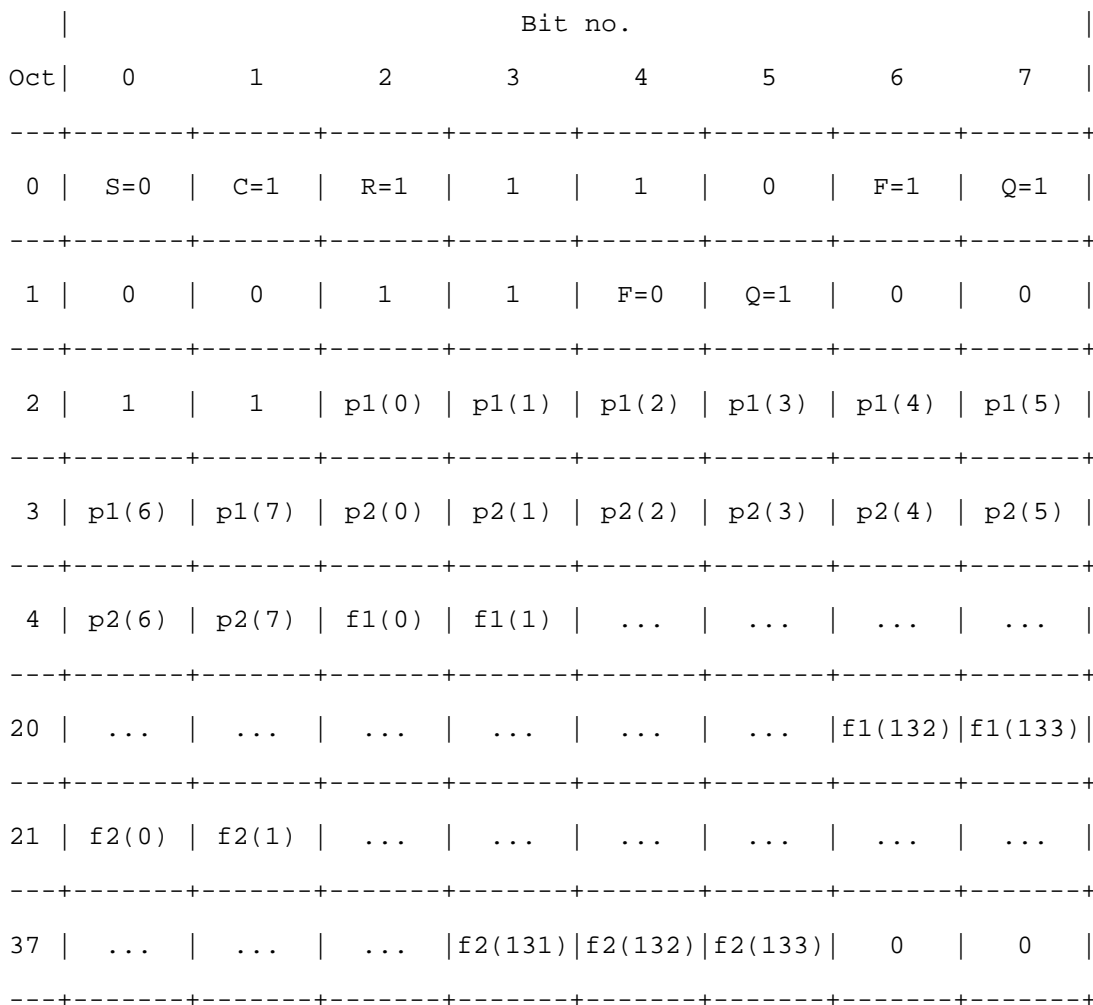 |                          Bit no.                              |
Oct|   0       1       2       3       4       5       6       7   |
---+-------+-------+-------+-------+-------+-------+-------+-------+
 0 |  S=0  |  C=1  |  R=1  |   1   |   1   |   0   |  F=1  |  Q=1  |
---+-------+-------+-------+-------+-------+-------+-------+-------+
 1 |   0   |   0   |   1   |   1   |  F=0  |  Q=1  |   0   |   0   |
---+-------+-------+-------+-------+-------+-------+-------+-------+
 2 |   1   |   1   | p1(0) | p1(1) | p1(2) | p1(3) | p1(4) | p1(5) |
---+-------+-------+-------+-------+-------+-------+-------+-------+
 3 | p1(6) | p1(7) | p2(0) | p2(1) | p2(2) | p2(3) | p2(4) | p2(5) |
---+-------+-------+-------+-------+-------+-------+-------+-------+
 4 | p2(6) | p2(7) | f1(0) | f1(1) |  ...  |  ...  |  ...  |  ...  |
---+-------+-------+-------+-------+-------+-------+-------+-------+
20 |  ...  |  ...  |  ...  |  ...  |  ...  |  ...  |f1(132)|f1(133)|
---+-------+-------+-------+-------+-------+-------+-------+-------+
21 | f2(0) | f2(1) |  ...  |  ...  |  ...  |  ...  |  ...  |  ...  |
---+-------+-------+-------+-------+-------+-------+-------+-------+
37 |  ...  |  ...  |  ...  |f2(131)|f2(132)|f2(133)|   0   |   0   |
---+-------+-------+-------+-------+-------+-------+-------+-------+